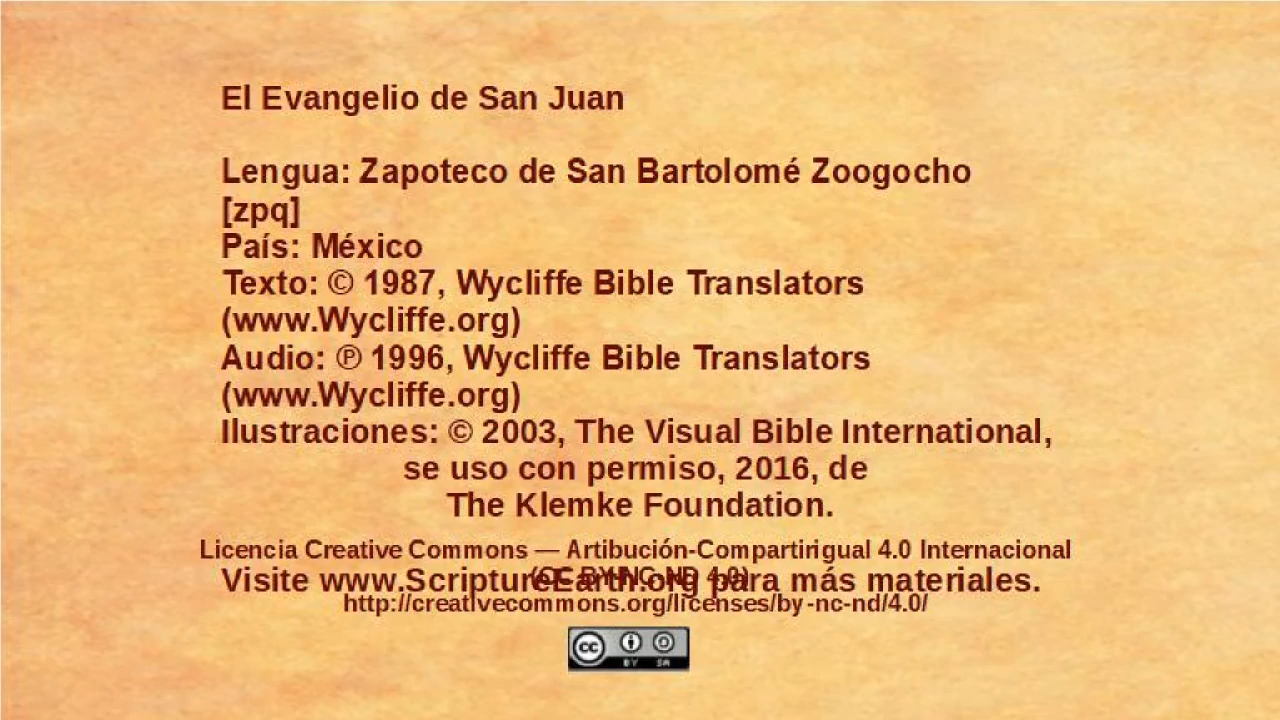 El Evangelio de San Juan
Lengua: Zapoteco de San Bartolomé Zoogocho
[zpq]
País: México
Texto: © 1987, Wycliffe Bible Translators
(www.Wycliffe.org)
Audio: ℗ 1996, Wycliffe Bible Translators
(www.Wycliffe.org)
Ilustraciones: © 2003, The Visual Bible International,
se uso con permiso, 2016, de
The Klemke Foundation.
Licencia Creative Commons — Artibución-Compartirigual 4.0 Internacional
(CC BY-NC-ND 4.0)
Visite www.ScriptureEarth.org para más materiales.
http://creativecommons.org/licenses/by-nc-nd/4.0/
cc BY SA